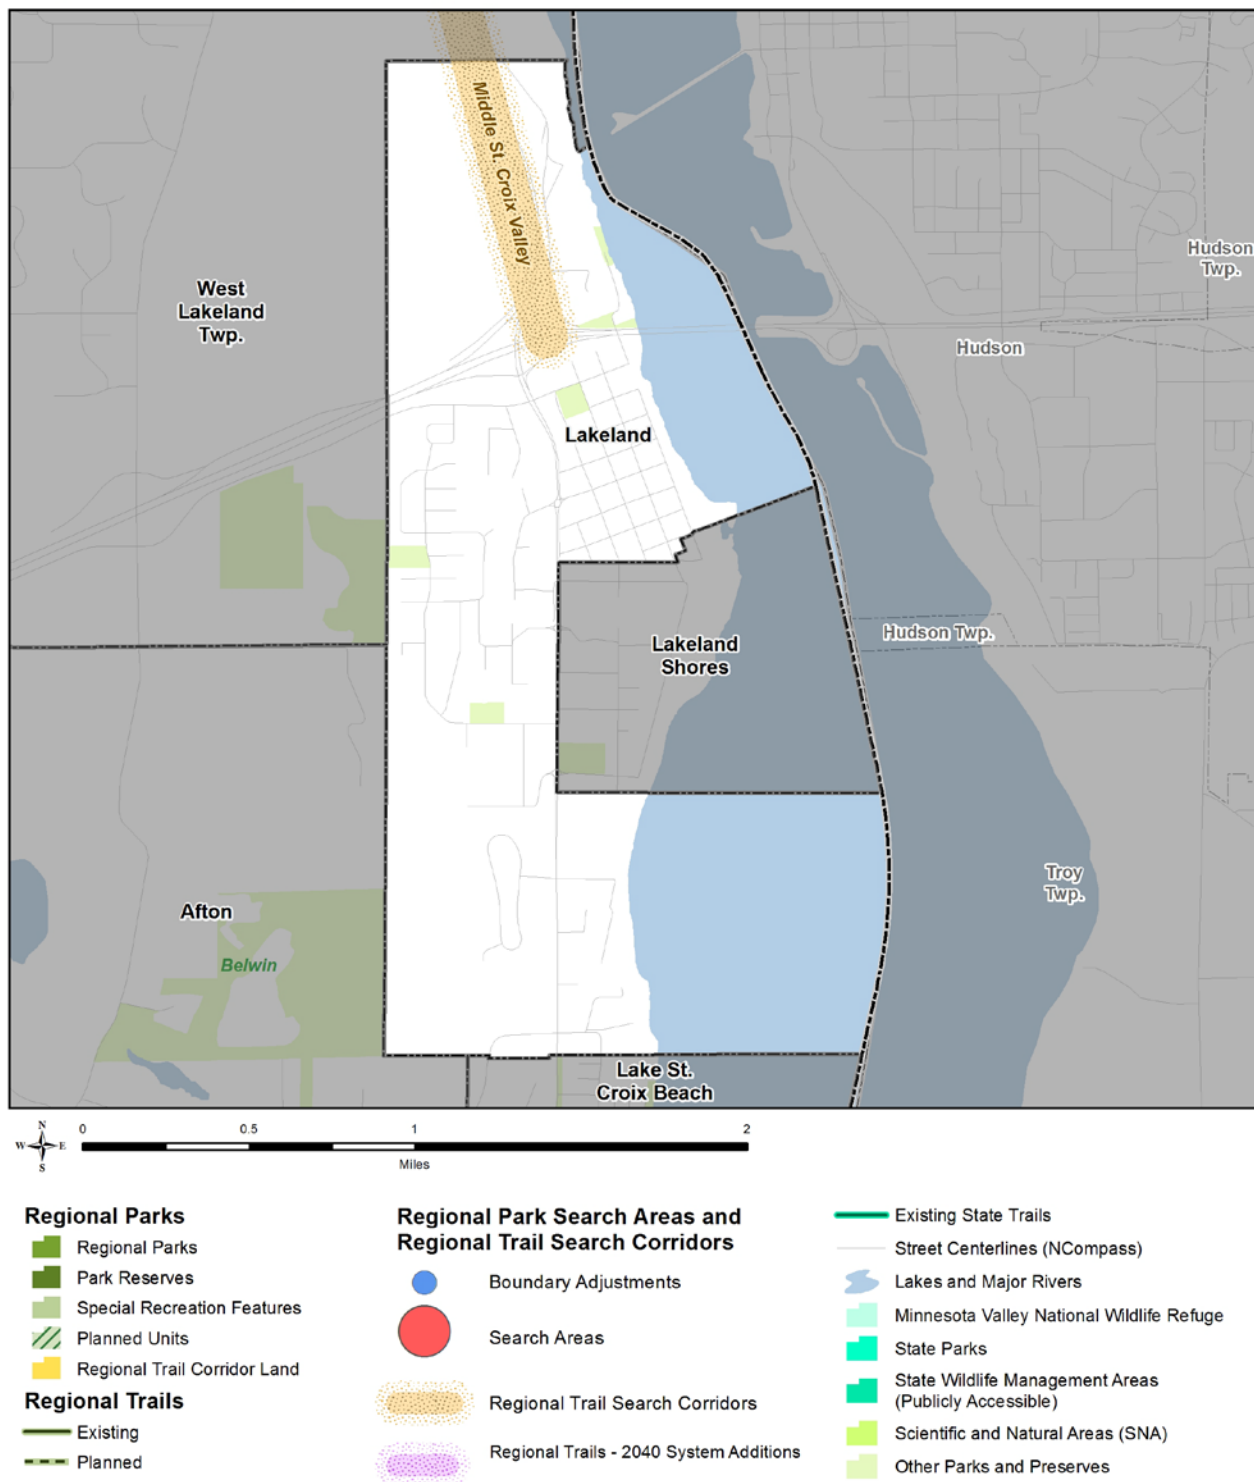 Middle St. Croix Valley
West
Lakeland
Twp.
Hudson
Twp.
Hudson
Lakeland
Lakeland
Shores
Hudson Twp.
Troy
Twp.
Afton
Belwin
Lake St.
Croix Beach
N
W E
S
0 0.5 1 2
Miles
Regional Parks
Regional Parks
Park Reserves
Special Recreation Features
Planned Units
Regional Trail Corridor Land
Regional Trails
Existing
Planned
Regional Park Search Areas and
Regional Trail Search Corridors
Boundary Adjustments
Search Areas
Regional Trail Search Corridors
Regional Trails - 2040 System Additions
Existing State Trails
Street Centerlines (NCompass)
Lakes and Major Rivers
Minnesota Valley National Wildlife Refuge
State Parks
State Wildlife Management Areas
(Publicly Accessible)
Scientific and Natural Areas (SNA)
Other Parks and Preserves